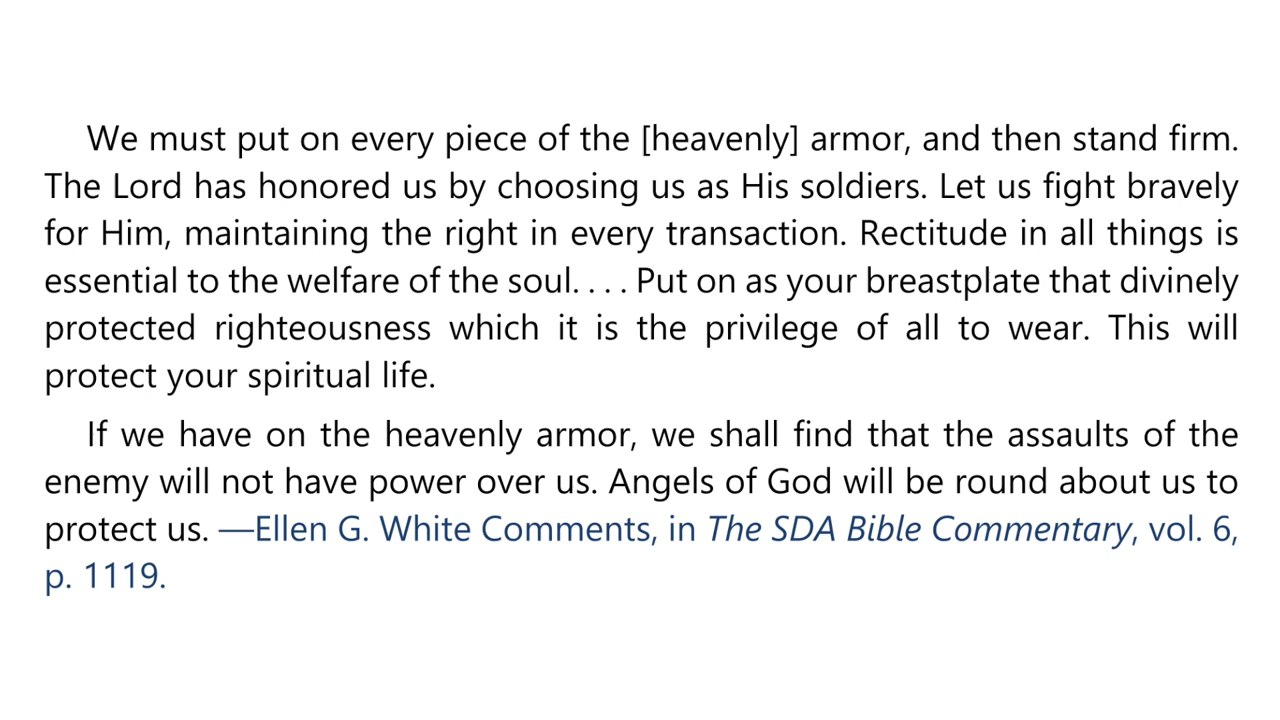 We must put on every piece of the [heavenly] armor, and then stand firm.
The Lord has honored us by choosing us as His soldiers. Let us fight bravely
for Him, maintaining the right in every transaction. Rectitude in all things is
essential to the welfare of the soul. . . . Put on as your breastplate that divinely
protected righteousness which it is the privilege of all to wear. This will
protect your spiritual life.
If we have on the heavenly armor, we shall find that the assaults of the
enemy will not have power over us. Angels of God will be round about us to
protect us. —Ellen G. White Comments, in The SDA Bible Commentary, vol. 6,
p. 1119.